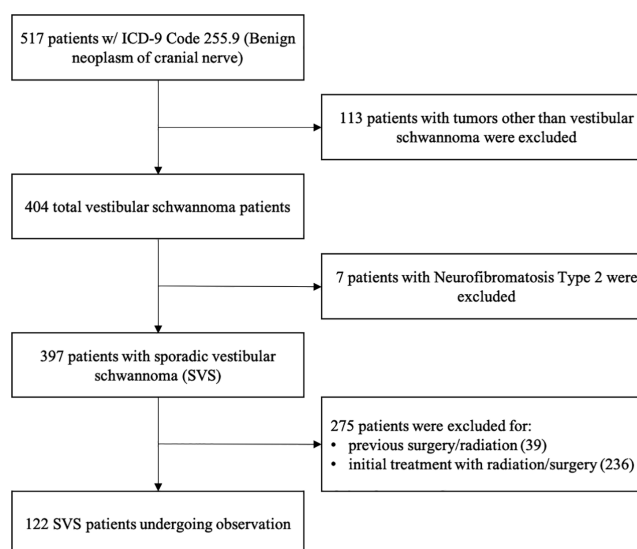 517 patients w/ ICD-9 Code 255.9 (Benign
neoplasm of cranial nerve)
113 patients with tumors other than vestibular
schwannoma were excluded
404 total vestibular schwannoma patients
7 patients with Neurofibromatosis Type 2 were
excluded
397 patients with sporadic vestibular
schwannoma (SVS)
275 patients were excluded for:
• previous surgery/radiation (39)
• initial treatment with radiation/surgery (236)
122 SVS patients undergoing observation